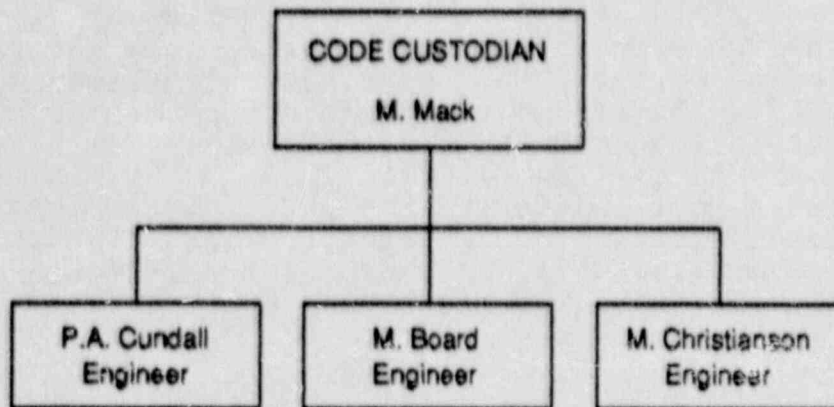 CODE CUSTODIAN
M. Mack
P.A. Cundall
Engineer
M. Board
Engineer
M. Christianson
Engineer